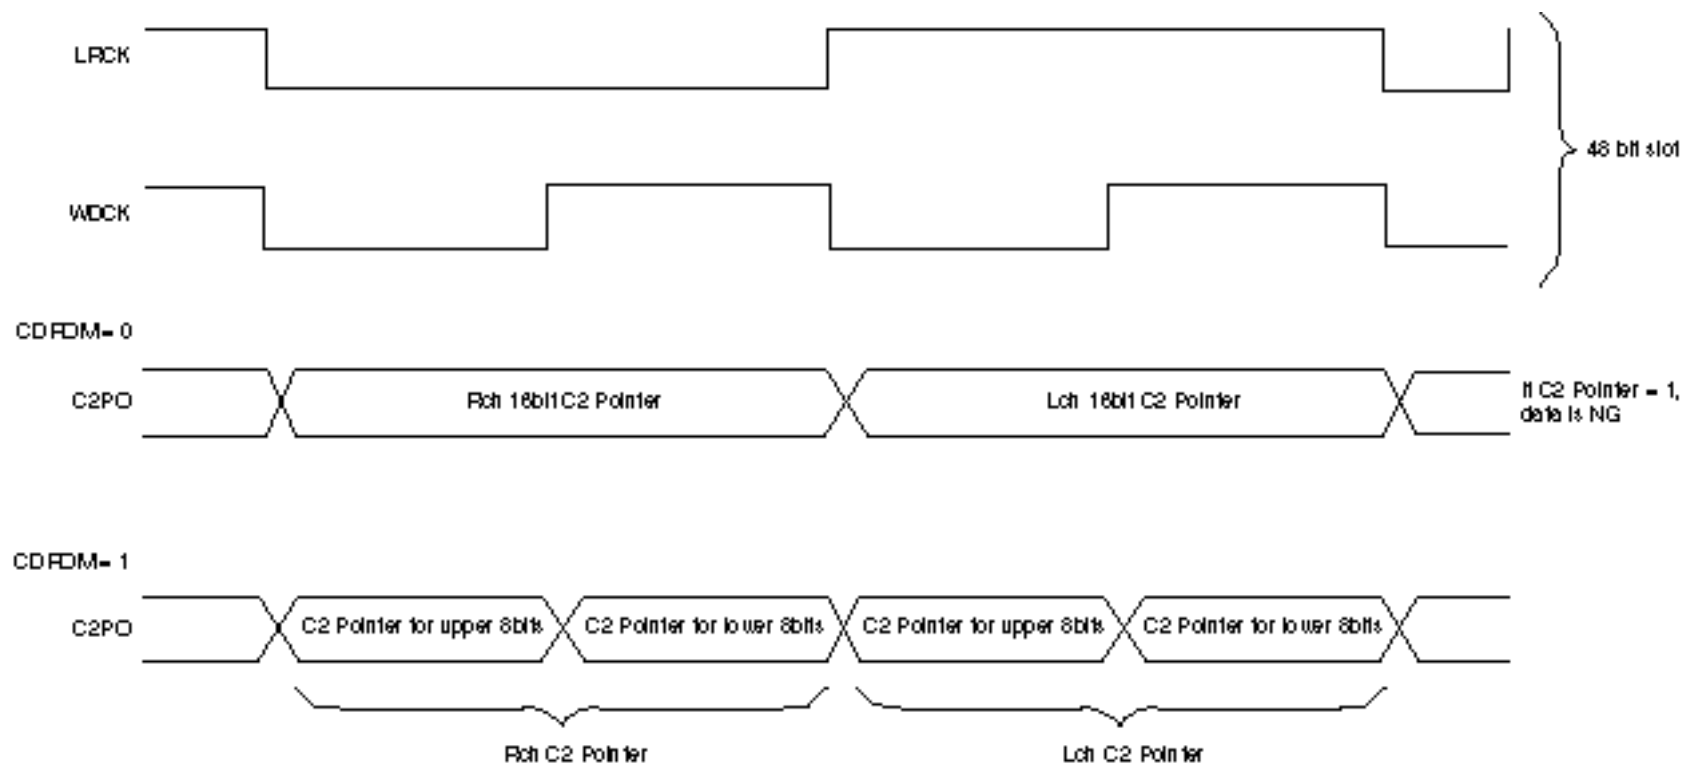 LRCK
48 bit slot
WDCK
CDROM = 0
C2PO
Rch 16bit C2 Pointer
Lch 16bit C2 Pointer
If C2 Pointer = 1,
data is NG
CDROM = 1
C2PO
C2 Pointer for upper 8bits
C2 Pointer for lower 8bits
C2 Pointer for upper 8bits
C2 Pointer for lower 8bits
Rch C2 Pointer
Lch C2 Pointer